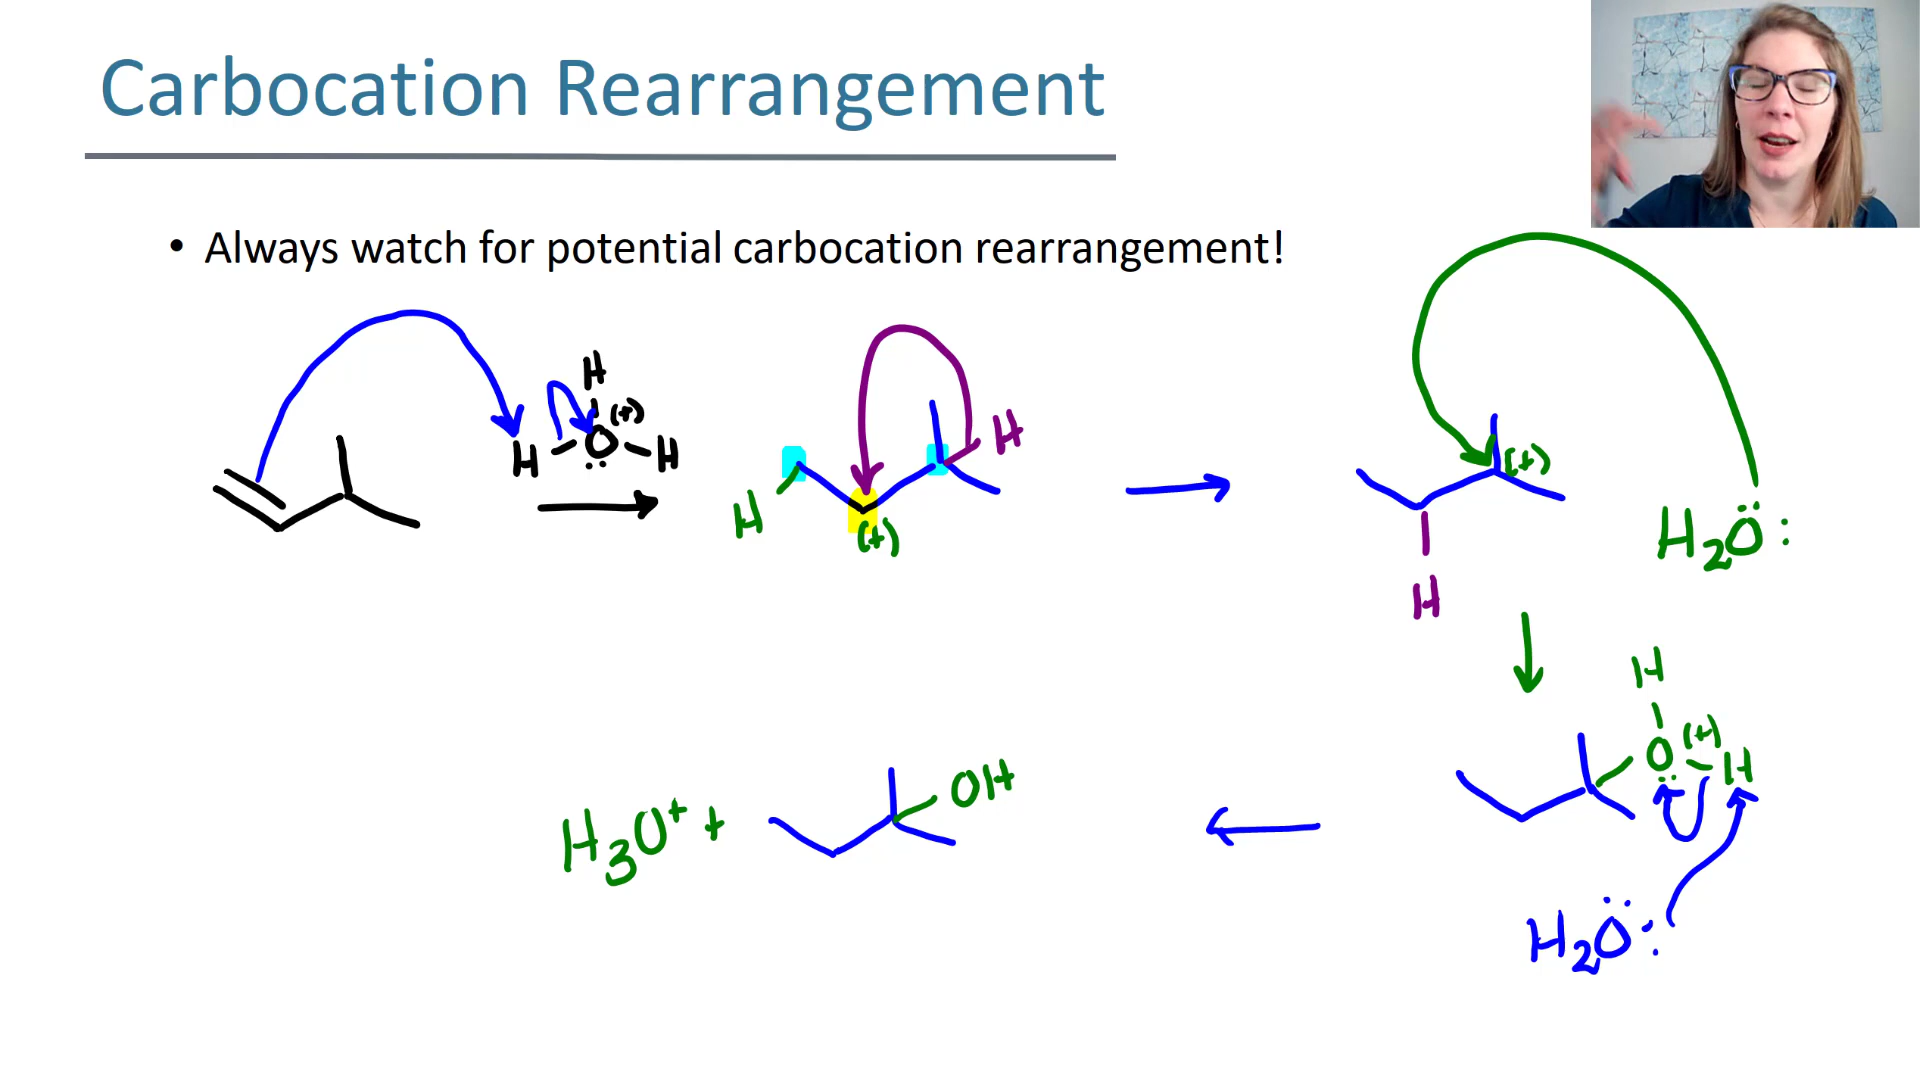 Carbocation Rearrangement
• Always watch for potential carbocation rearrangement!
H
(+)
H O H
H
H
(+)
(+)
H
H₂O:
H
H
O (+)
H
H₃O⁺ + OH
H₂O: